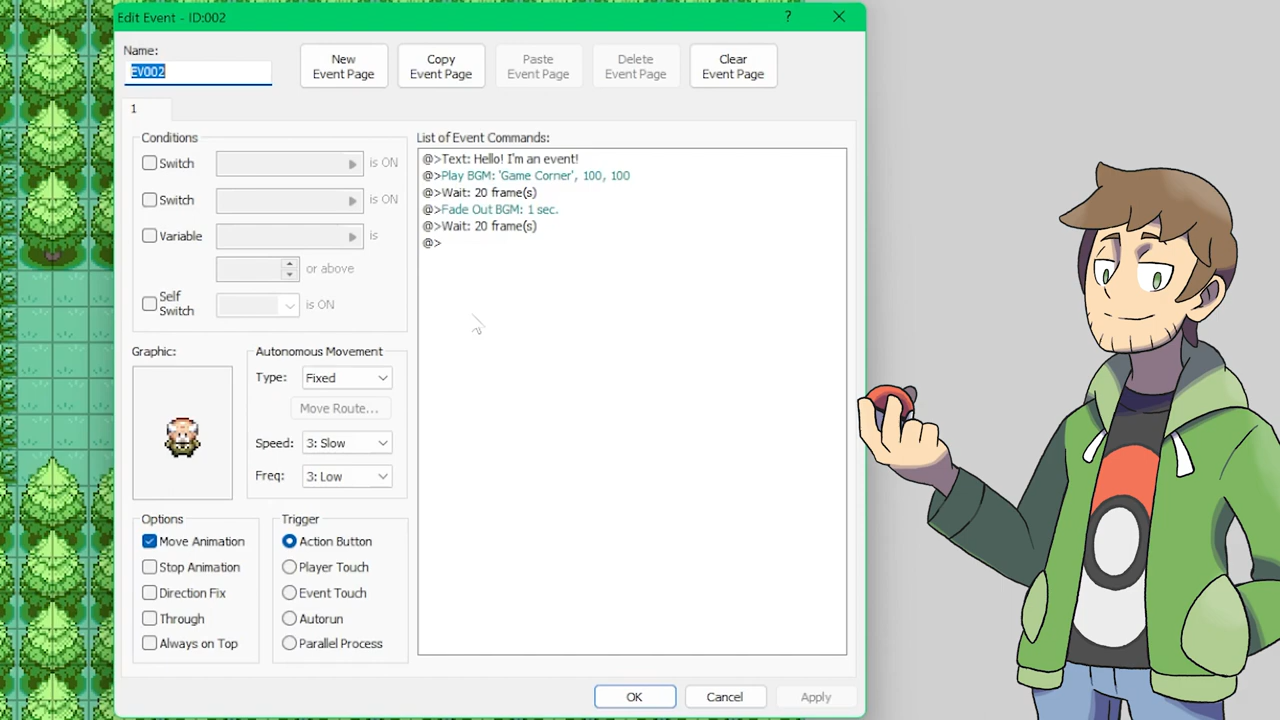 Edit Event - ID:002
?
Name:
EV002
New
Event Page
Copy
Event Page
Paste
Event Page
Delete
Event Page
Clear
Event Page
1
Conditions
Switch
is ON
Switch
is ON
Variable
is
or above
Self
Switch
is ON
Graphic:
Autonomous Movement
Type:
Fixed
Move Route...
Speed:
3: Slow
Freq:
3: Low
Options
Move Animation
Stop Animation
Direction Fix
Through
Always on Top
Trigger
Action Button
Player Touch
Event Touch
Autorun
Parallel Process
List of Event Commands:
@>Text: Hello! I'm an event!
@>Play BGM: 'Game Corner', 100, 100
@>Wait: 20 frame(s)
@>Fade Out BGM: 1 sec.
@>Wait: 20 frame(s)
@>
OK
Cancel
Apply